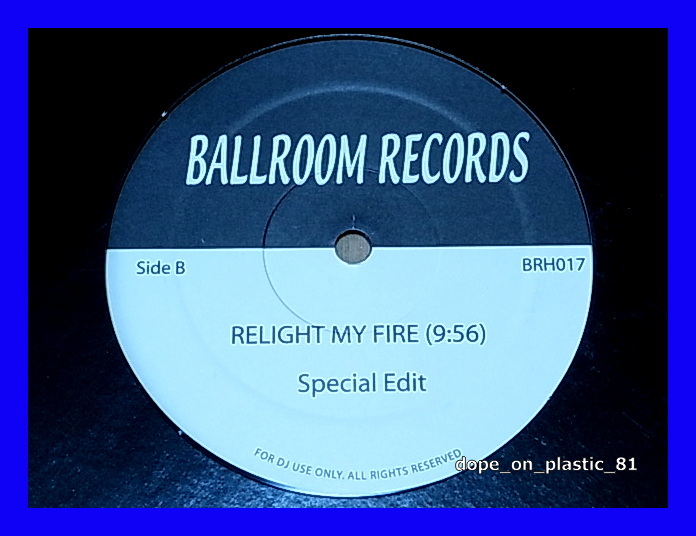 BALLROOM RECORDS
Side B
BRH017
RELIGHT MY FIRE (9:56)
Special Edit
FOR DJ USE ONLY. ALL RIGHTS RESERVED
dope_on_plastic_81